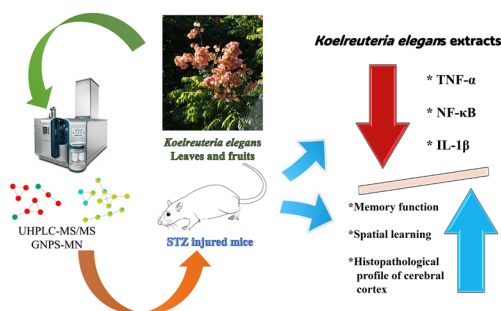 Koelreuteria elegans
Leaves and fruits
UHPLC-MS/MS
GNPS-MN
STZ injured mice
Koelreuteria elegans extracts
* TNF-α
* NF-κB
* IL-1β
*Memory function
*Spatial learning
*Histopathological
profile of cerebral
cortex